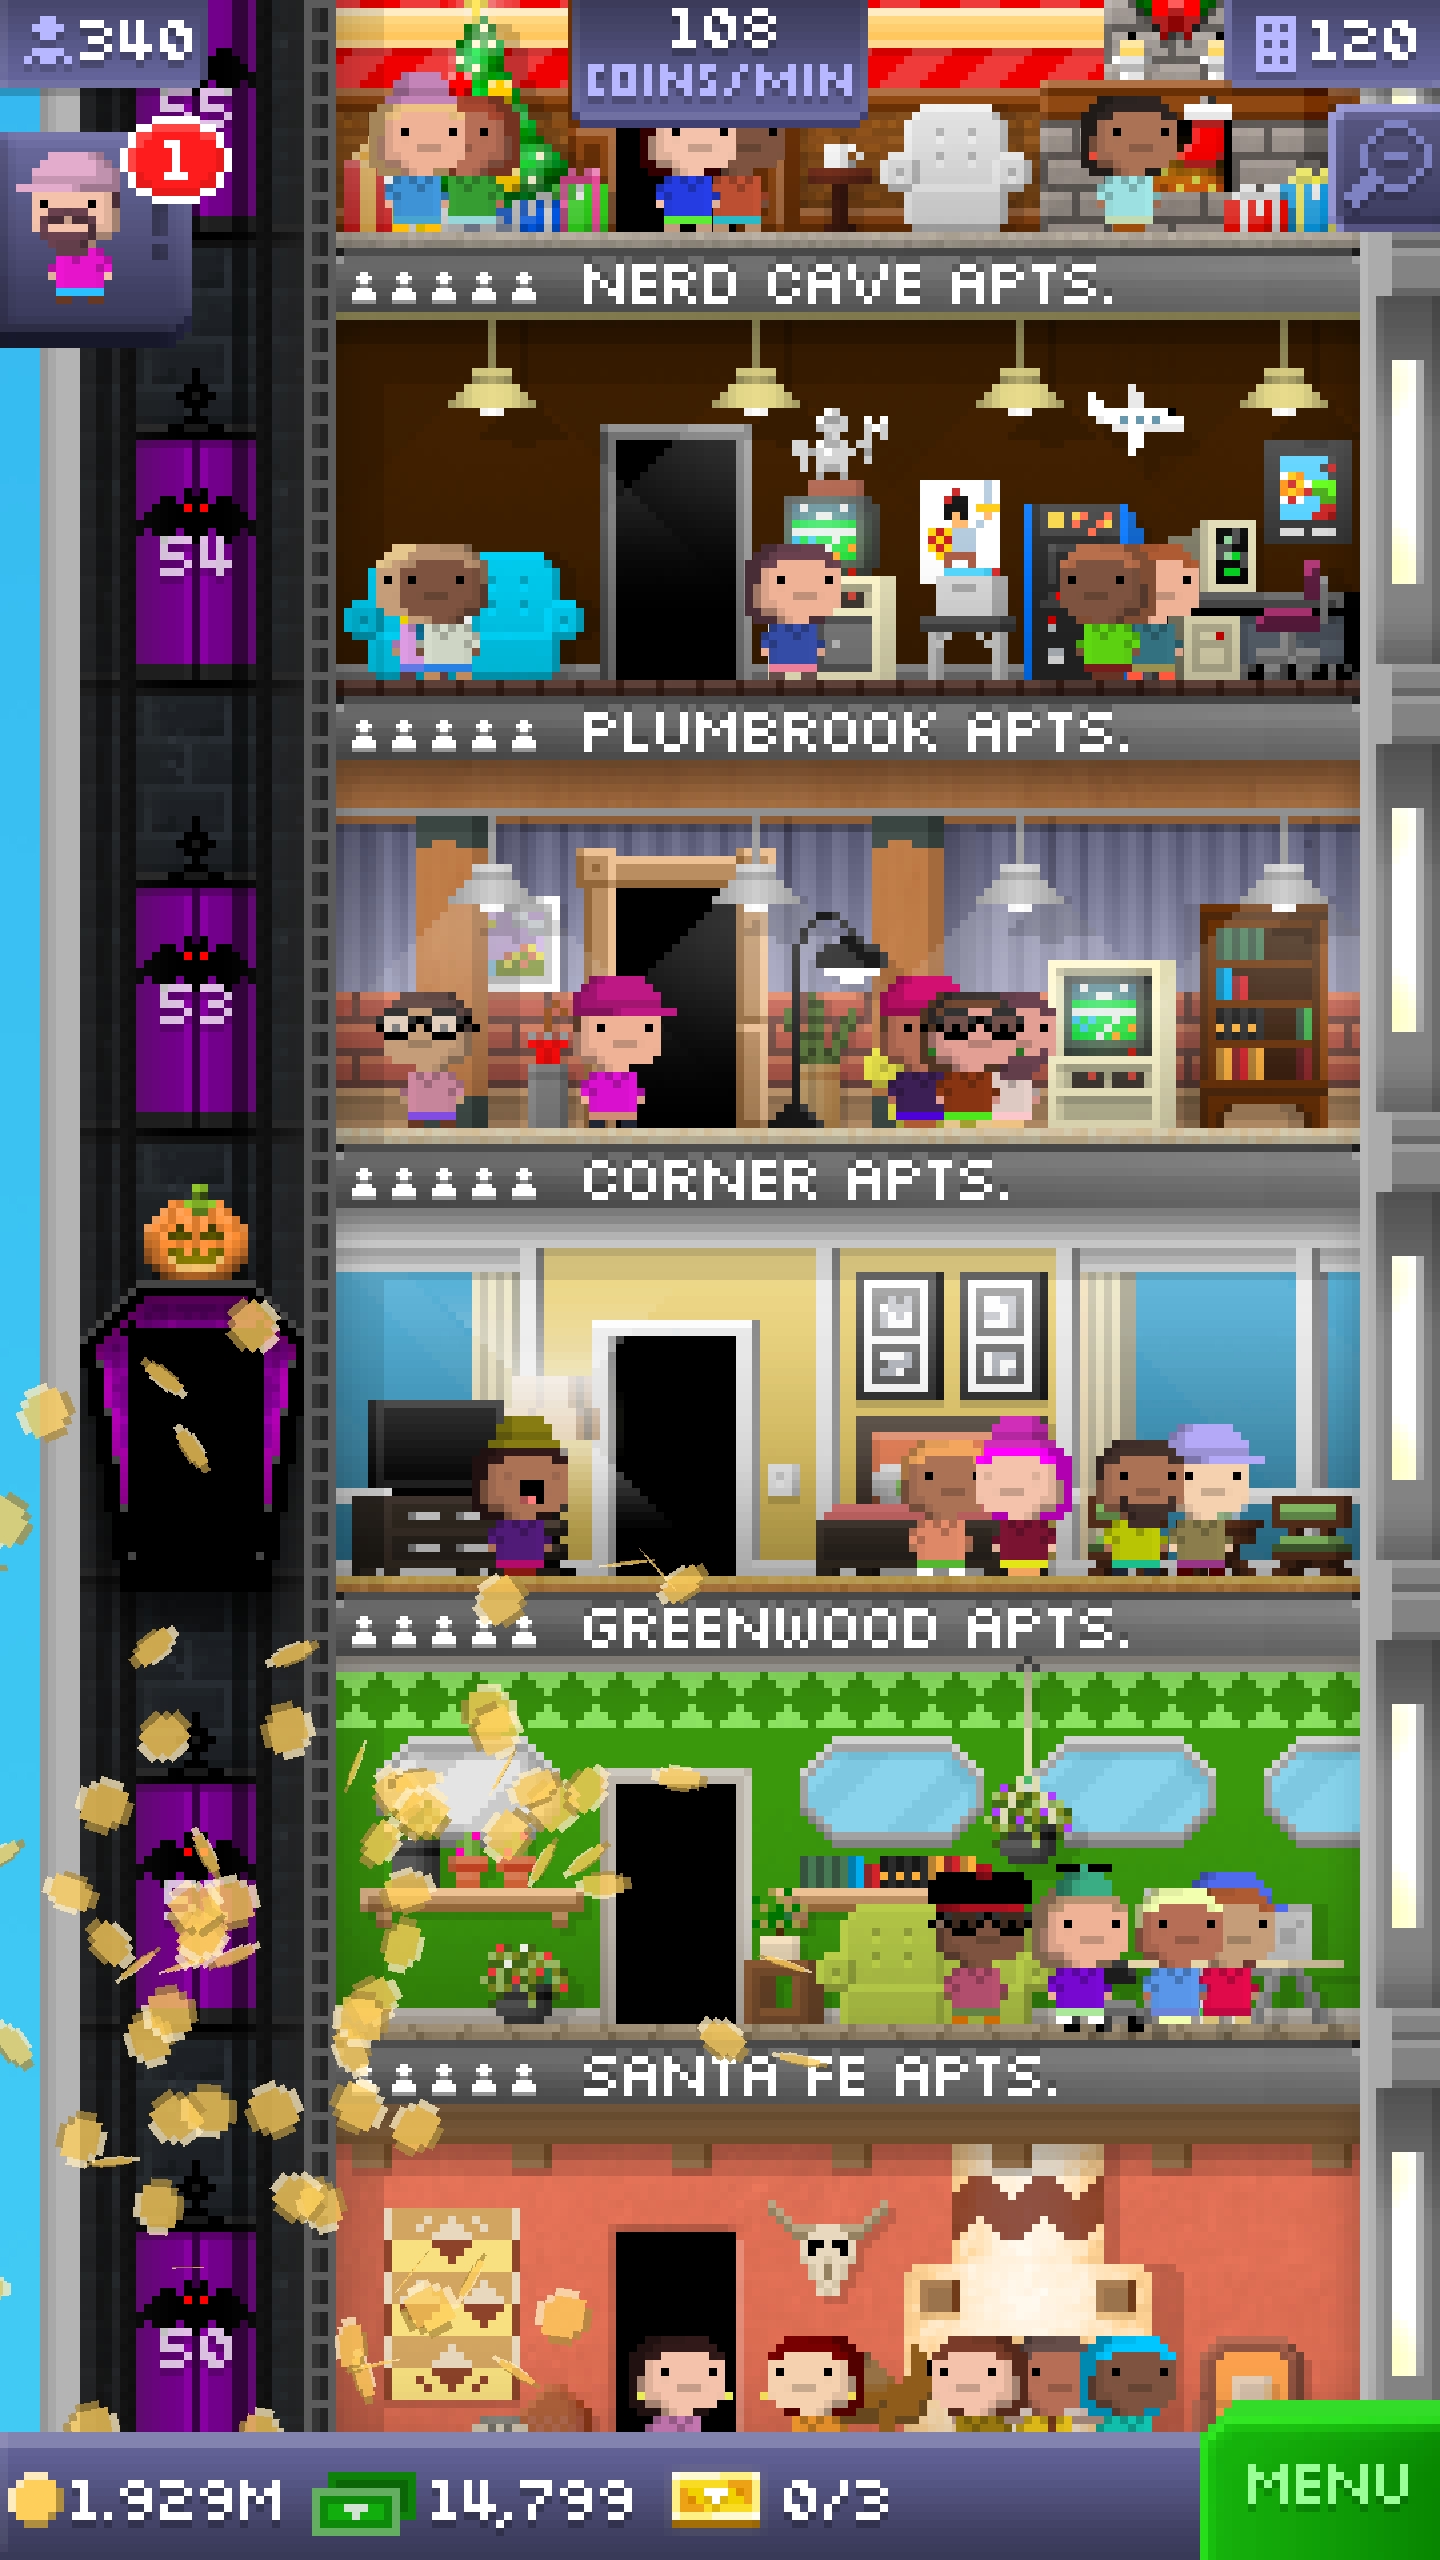 340
108
COINS/MIN
120
55
1
NERD CAVE APTS.
54
PLUMBROOK APTS.
53
CORNER APTS.
GREENWOOD APTS.
SANTA FE APTS.
50
1.929M
14,799
0/3
MENU